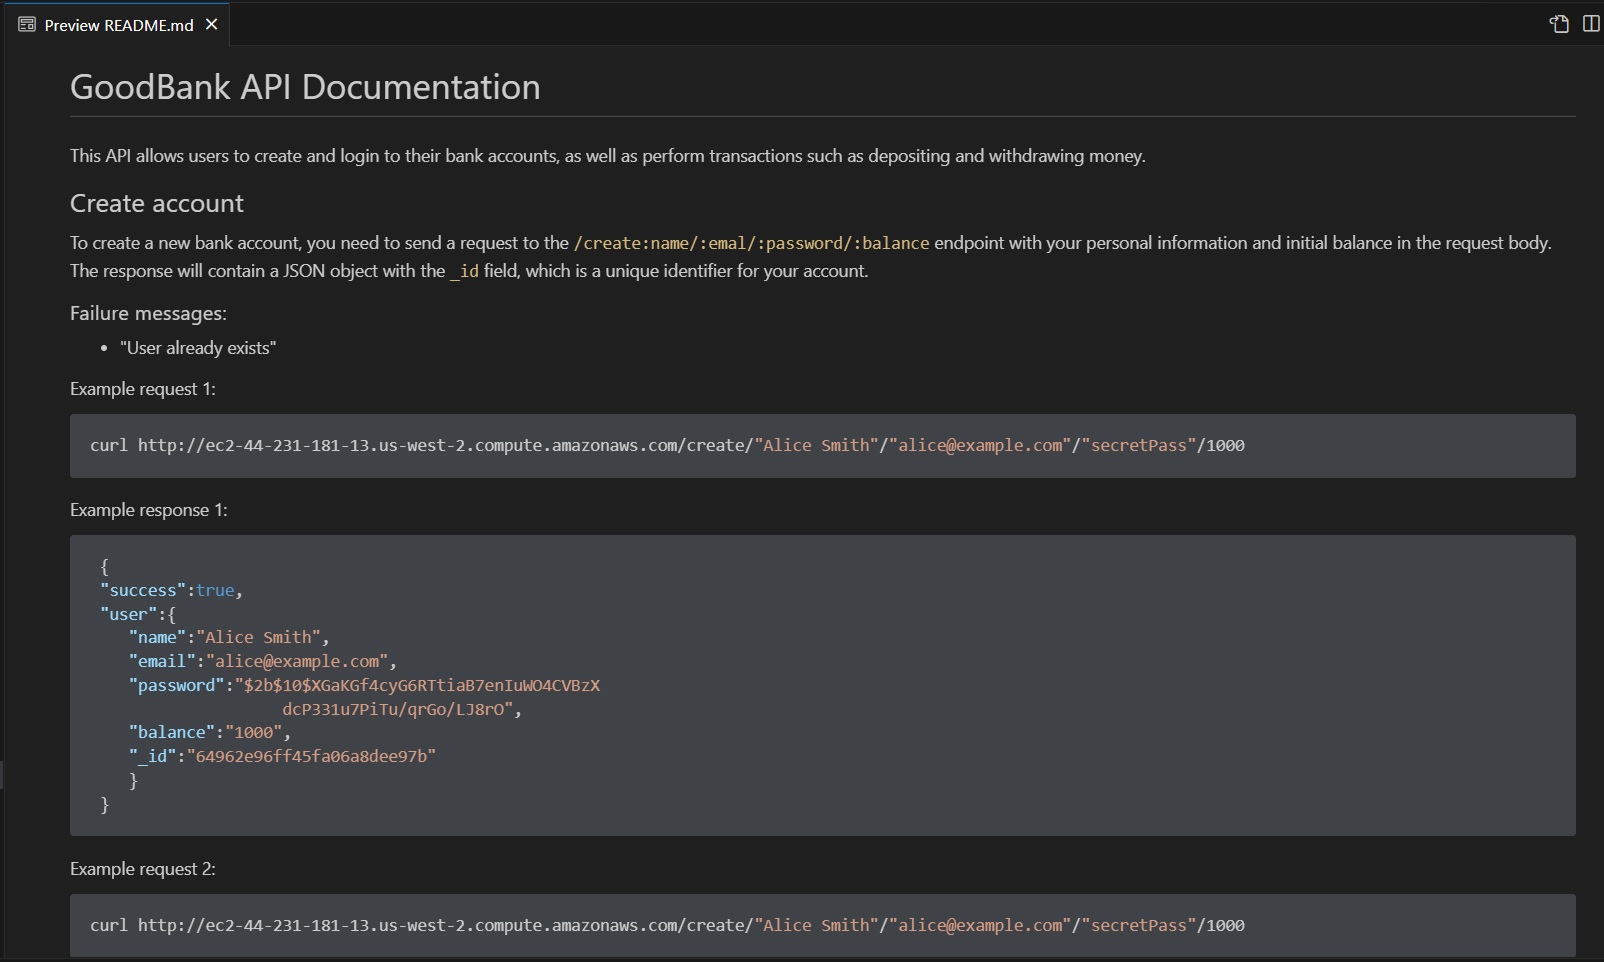 Preview README.md
GoodBank API Documentation
This API allows users to create and login to their bank accounts, as well as perform transactions such as depositing and withdrawing money.
Create account
To create a new bank account, you need to send a request to the /create:name/:emal/:password/:balance endpoint with your personal information and initial balance in the request body.
The response will contain a JSON object with the _id field, which is a unique identifier for your account.
Failure messages:
• "User already exists"
Example request 1:
curl http://ec2-44-231-181-13.us-west-2.compute.amazonaws.com/create/"Alice Smith"/"alice@example.com"/"secretPass"/1000
Example response 1:
{
"success":true,
"user":{
"name":"Alice Smith",
"email":"alice@example.com",
"password":"$2b$10$XGaKGf4cyG6RTtiaB7enIuWO4CVBzX
dcP331u7PiTu/qrGo/LJ8rO",
"balance":"1000",
"_id":"64962e96ff45fa06a8dee97b"
}
}
Example request 2:
curl http://ec2-44-231-181-13.us-west-2.compute.amazonaws.com/create/"Alice Smith"/"alice@example.com"/"secretPass"/1000